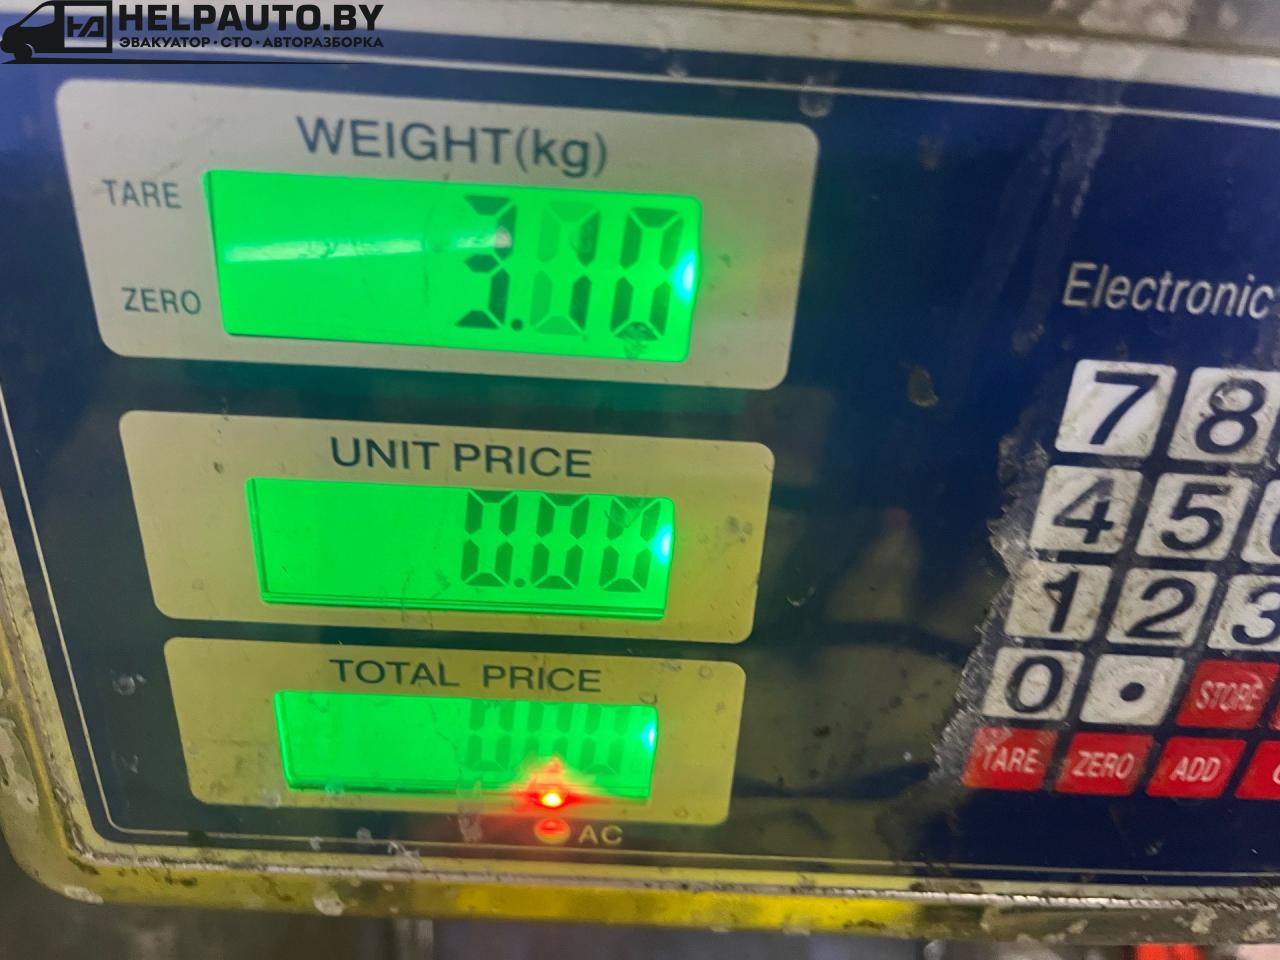 HELPAUTO.BY
ЭВАКУАТОР • СТО • АВТОРАЗБОРКА
WEIGHT(kg)
TARE
ZERO
3.10
UNIT PRICE
0.00
TOTAL PRICE
0.00
AC
Electronic
7 8
4 5
1 2 3
0 • STORE
TARE ZERO ADD